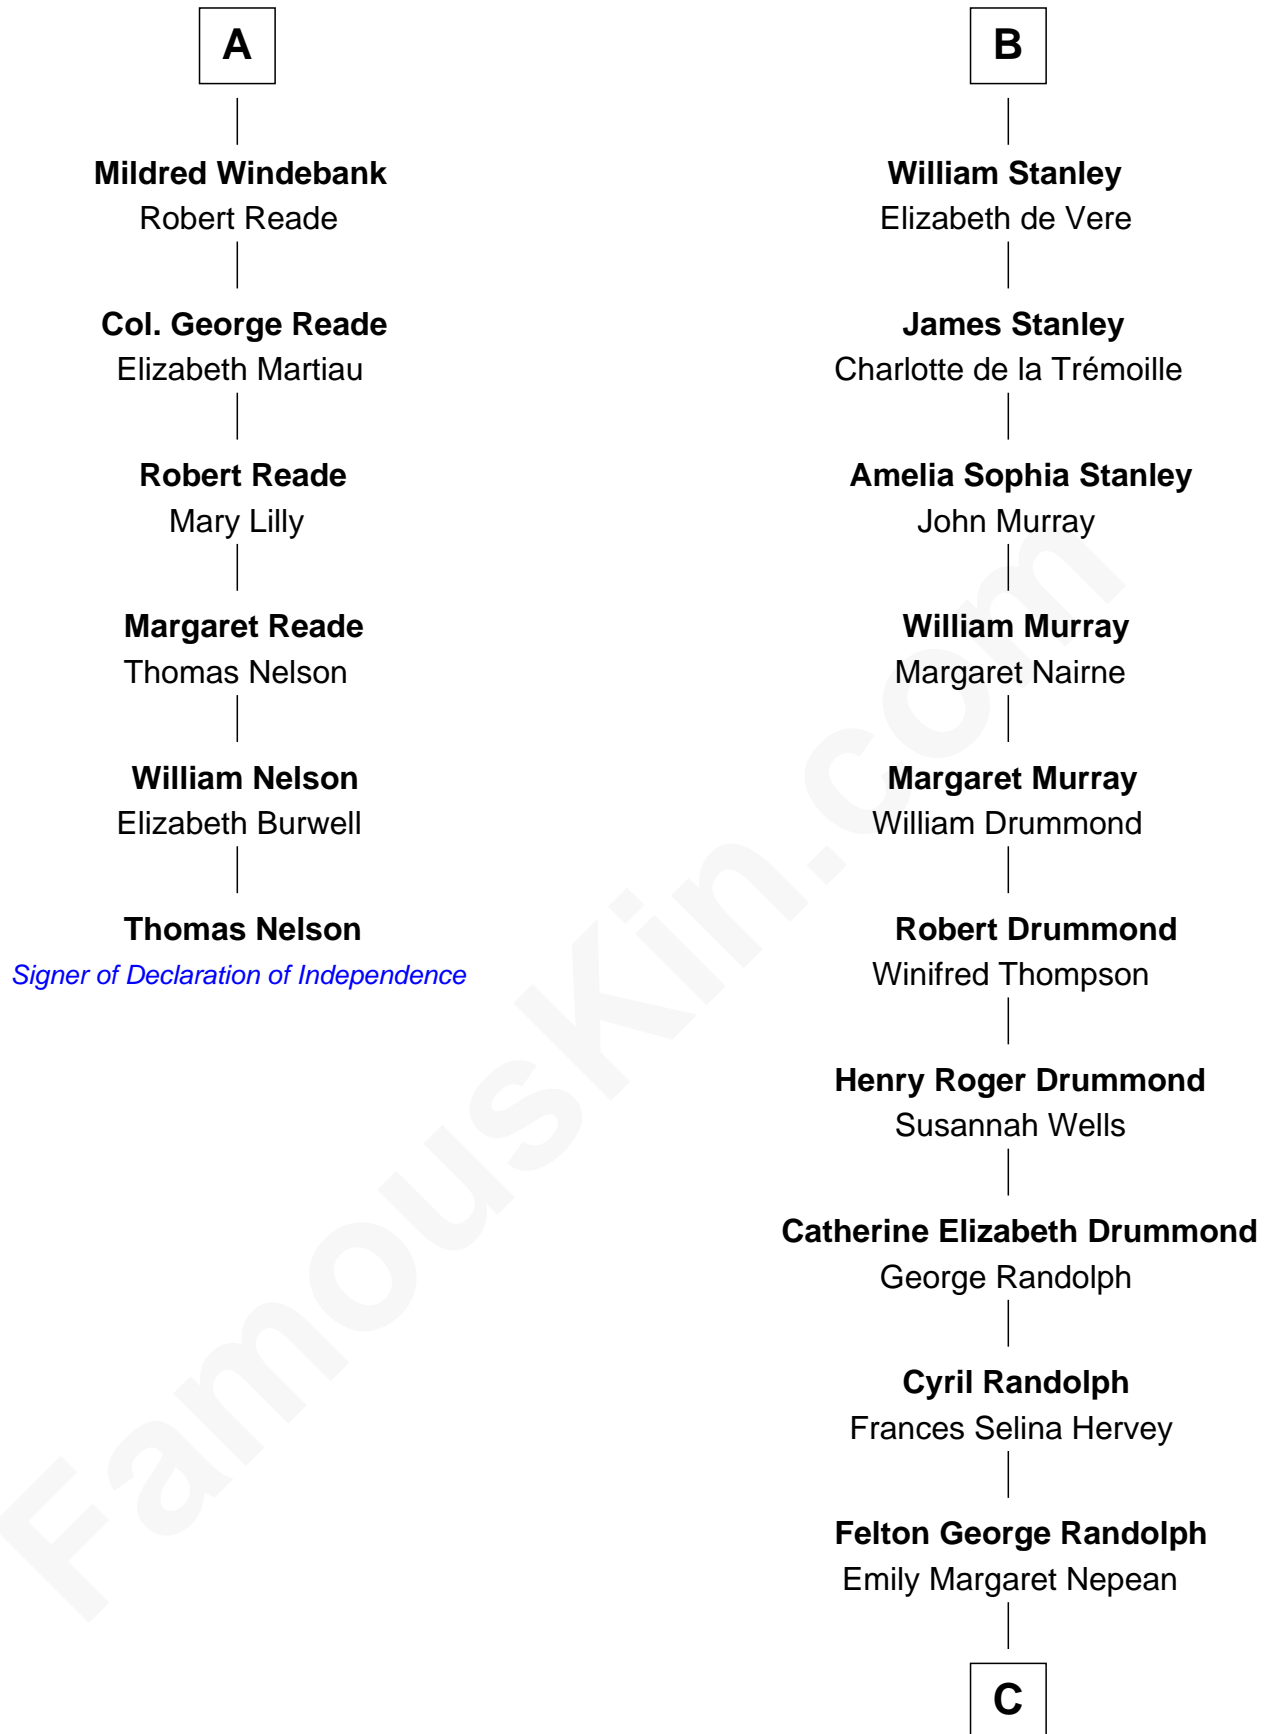 A
Mildred Windebank
Robert Reade
Col. George Reade
Elizabeth Martiau
Robert Reade
Mary Lilly
Margaret Reade
Thomas Nelson
William Nelson
Elizabeth Burwell
Thomas Nelson
Signer of Declaration of Independence
B
William Stanley
Elizabeth de Vere
James Stanley
Charlotte de la Trémoille
Amelia Sophia Stanley
John Murray
William Murray
Margaret Nairne
Margaret Murray
William Drummond
Robert Drummond
Winifred Thompson
Henry Roger Drummond
Susannah Wells
Catherine Elizabeth Drummond
George Randolph
Cyril Randolph
Frances Selina Hervey
Felton George Randolph
Emily Margaret Nepean
C
FamousKin.com